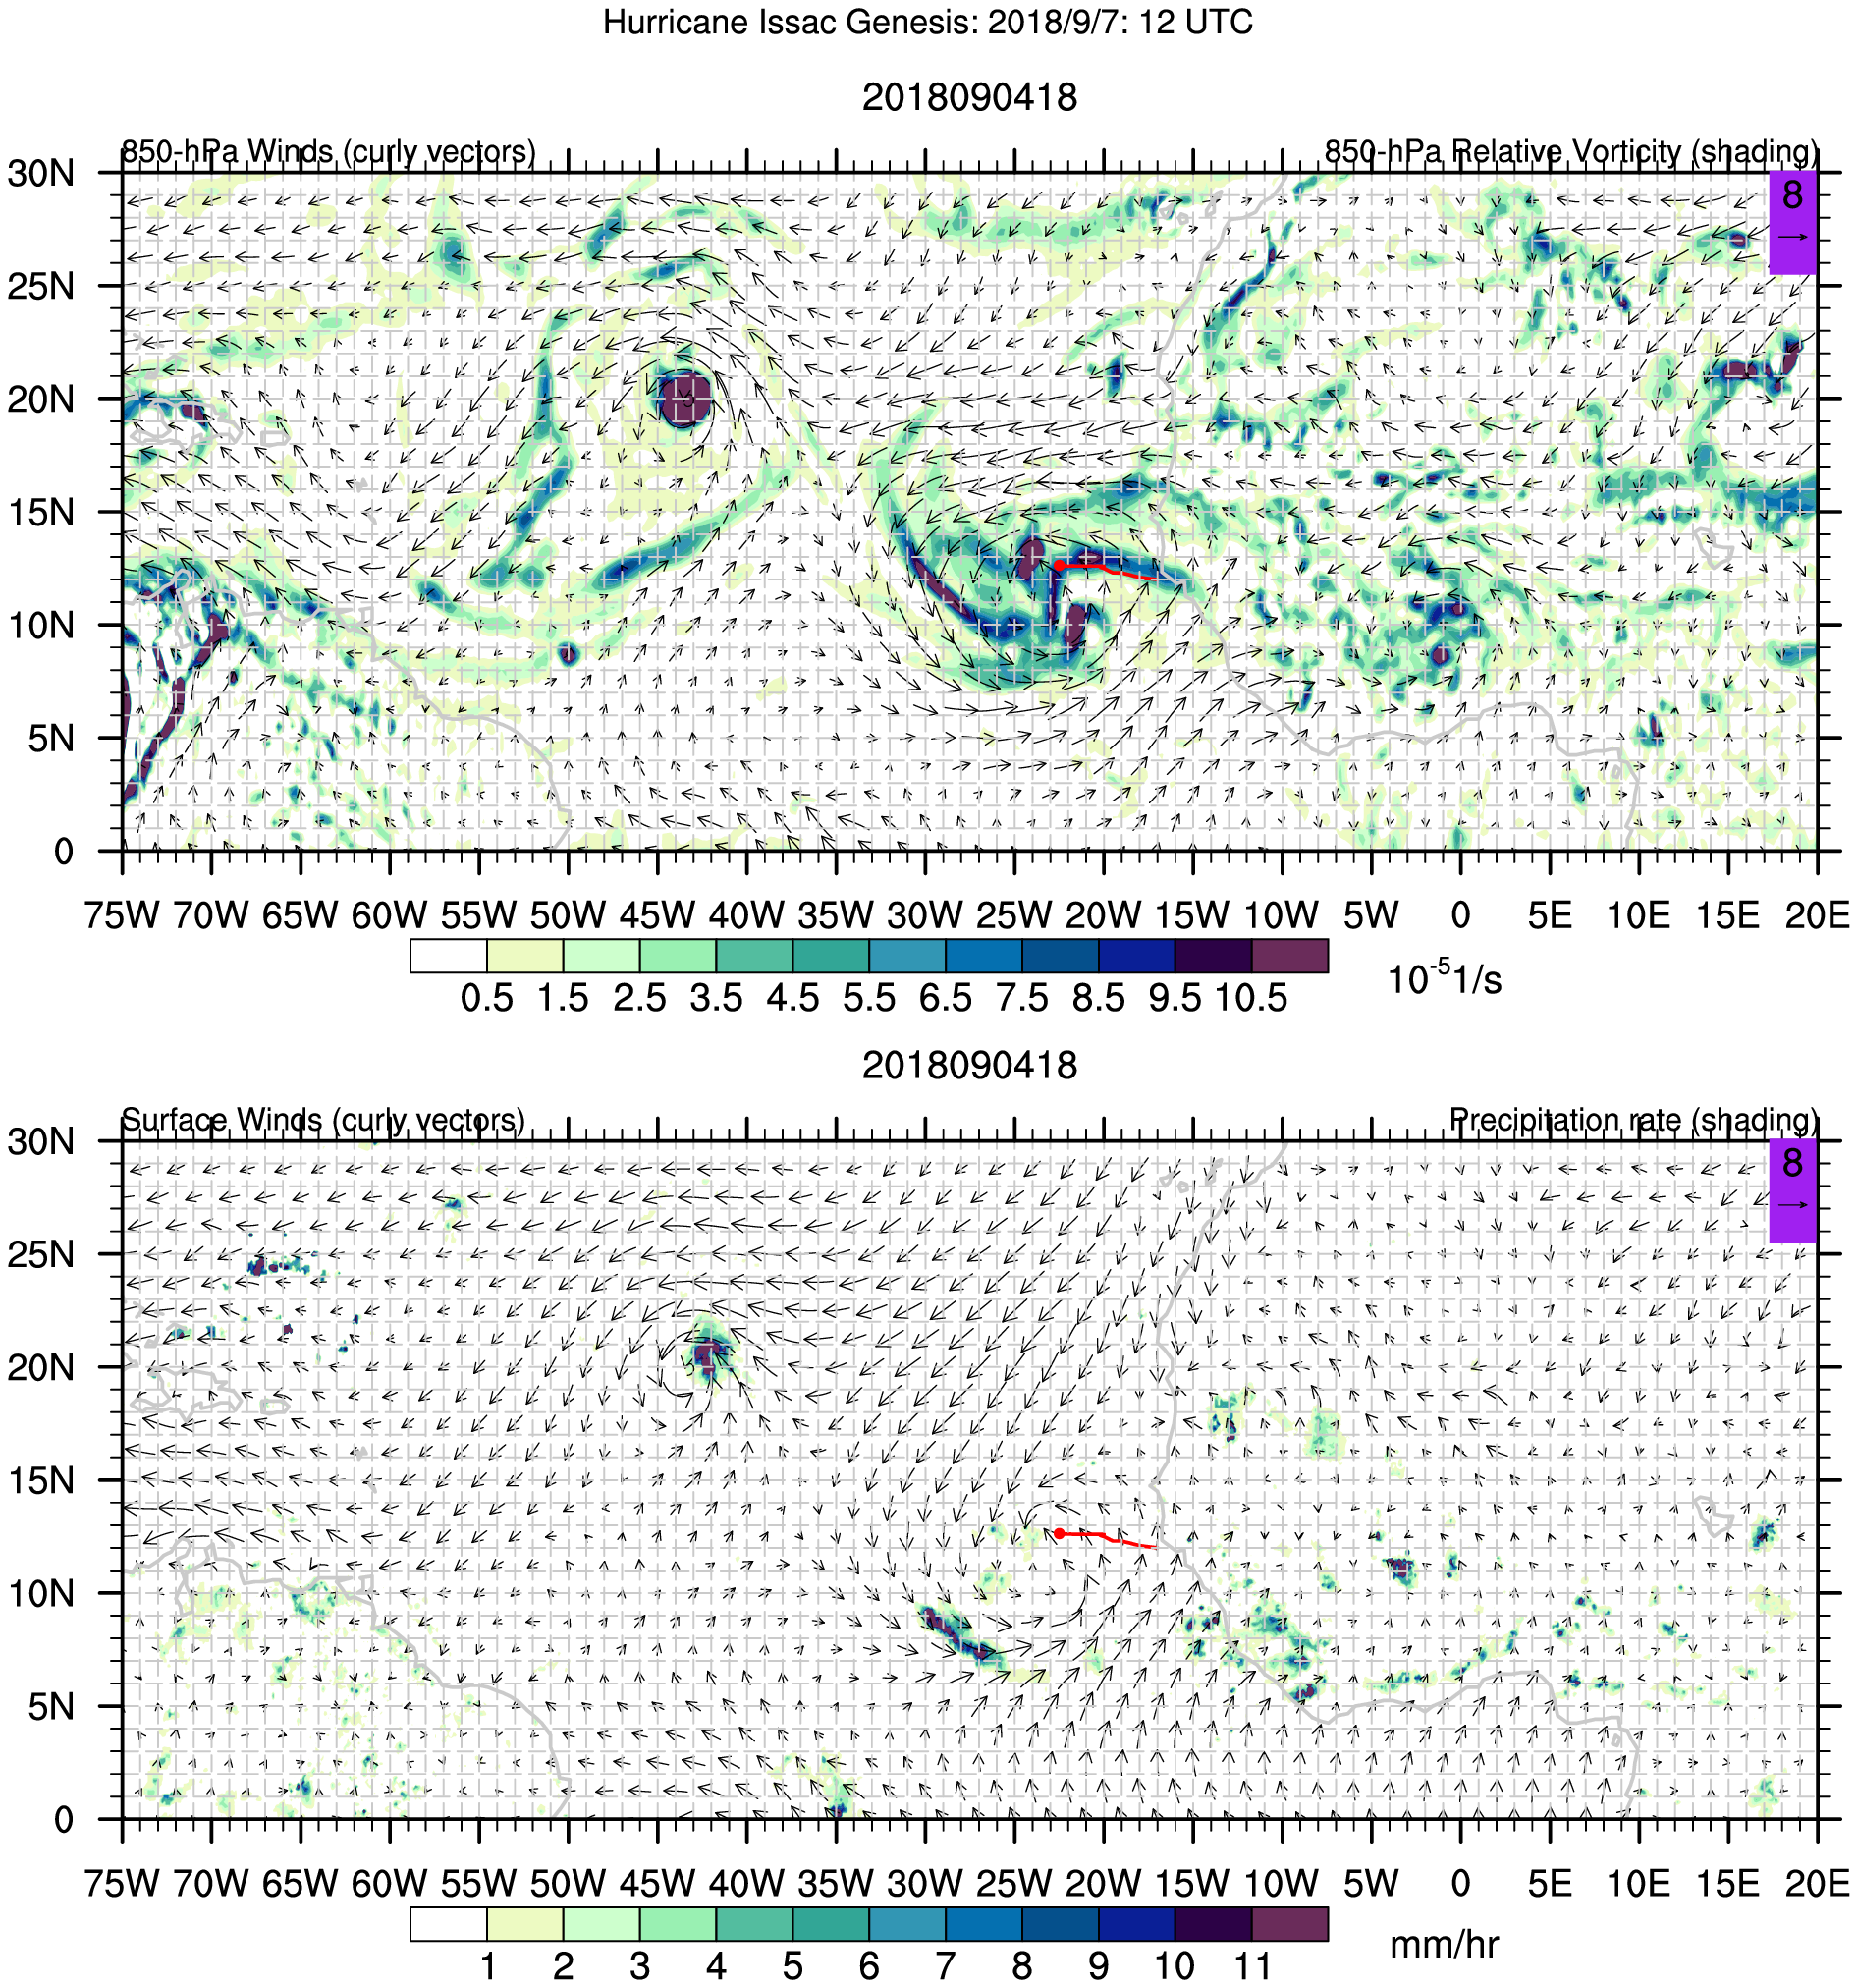 Hurricane Issac Genesis: 2018/9/7: 12 UTC
2018090418
850-hPa Winds (curly vectors) 850-hPa Relative Vorticity (shading)
8
30N
25N
20N
15N
10N
5N
0
75W 70W 65W 60W 55W 50W 45W 40W 35W 30W 25W 20W 15W 10W 5W 0 5E 10E 15E 20E
0.5 1.5 2.5 3.5 4.5 5.5 6.5 7.5 8.5 9.5 10.5
10⁻⁵1/s
2018090418
Surface Winds (curly vectors) Precipitation rate (shading)
8
30N
25N
20N
15N
10N
5N
0
75W 70W 65W 60W 55W 50W 45W 40W 35W 30W 25W 20W 15W 10W 5W 0 5E 10E 15E 20E
1 2 3 4 5 6 7 8 9 10 11
mm/hr